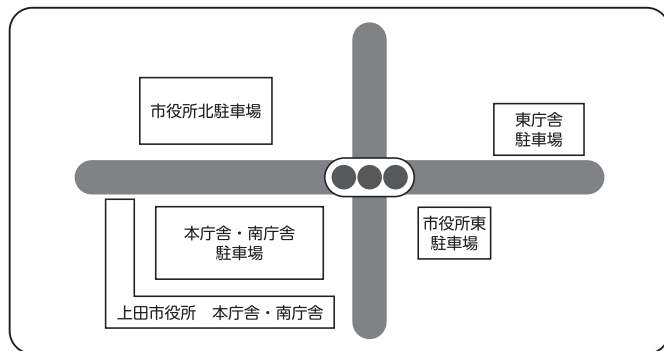 市役所北駐車場
東庁舎
駐車場
本庁舎・南庁舎
駐車場
市役所東
駐車場
上田市役所　本庁舎・南庁舎